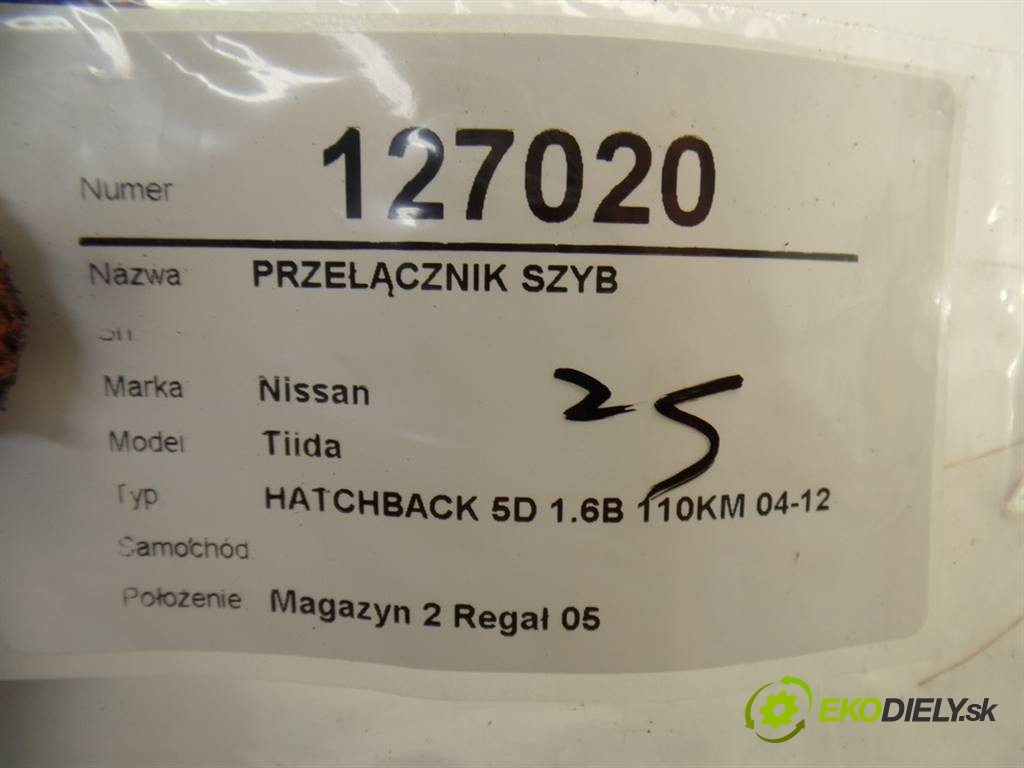 Numer 127020
Nazwa PRZEŁĄCZNIK SZYB
Marka Nissan
25
Model Tiida
Typ HATCHBACK 5D 1.6B 110KM 04-12
Samochód
Położenie Magazyn 2 Regał 05
EKODIELY.sk